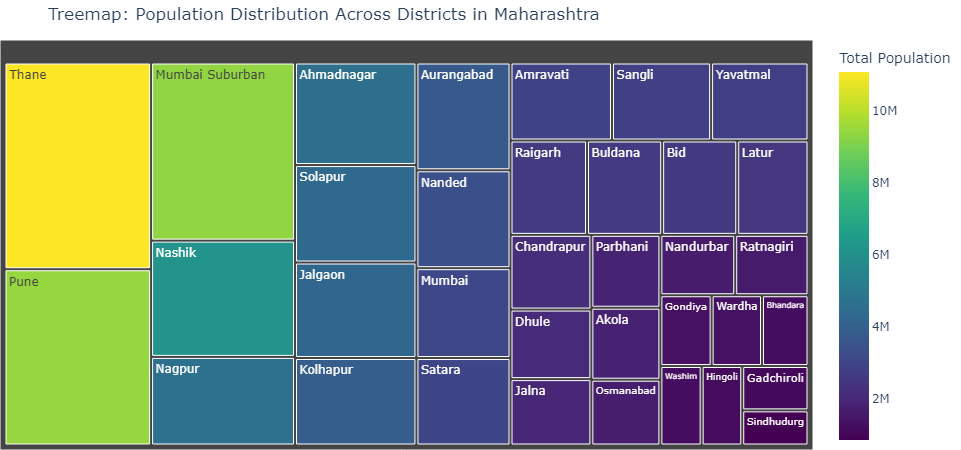 Treemap: Population Distribution Across Districts in Maharashtra
Total Population
10M
8M
6M
4M
2M
Thane
Pune
Mumbai Suburban
Nashik
Nagpur
Ahmadnagar
Solapur
Jalgaon
Kolhapur
Aurangabad
Nanded
Mumbai
Satara
Amravati
Sangli
Yavatmal
Raigarh
Buldana
Bid
Latur
Chandrapur
Dhule
Jalna
Parbhani
Akola
Osmanabad
Nandurbar
Ratnagiri
Gondiya
Wardha
Bhandara
Washim
Hingoli
Gadchiroli
Sindhudurg